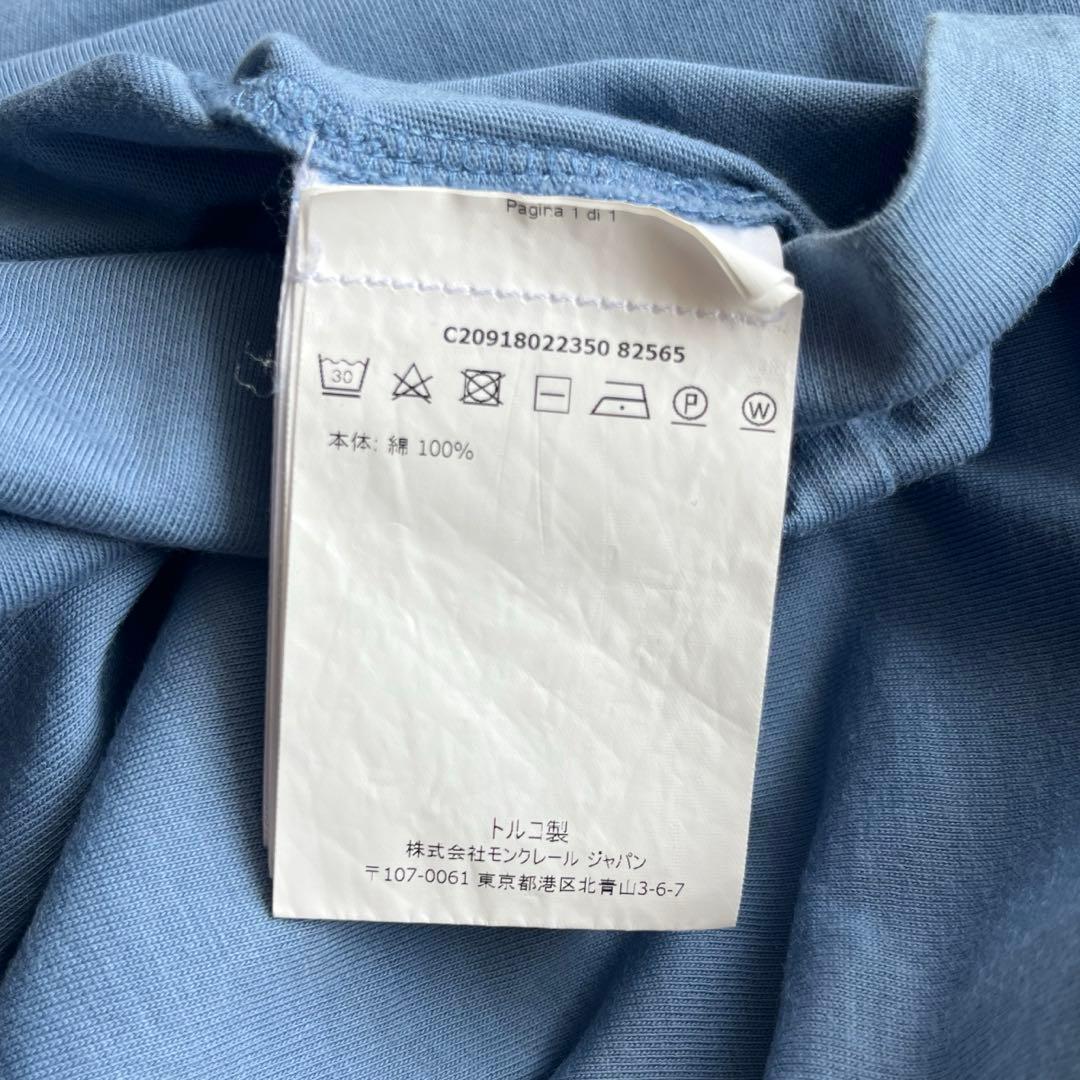 Pagina 1 di 1
C20918022350 82565
30
P
W
本体: 綿 100%
トルコ製
株式会社モンクレール ジャパン
〒107-0061 東京都港区北青山3-6-7